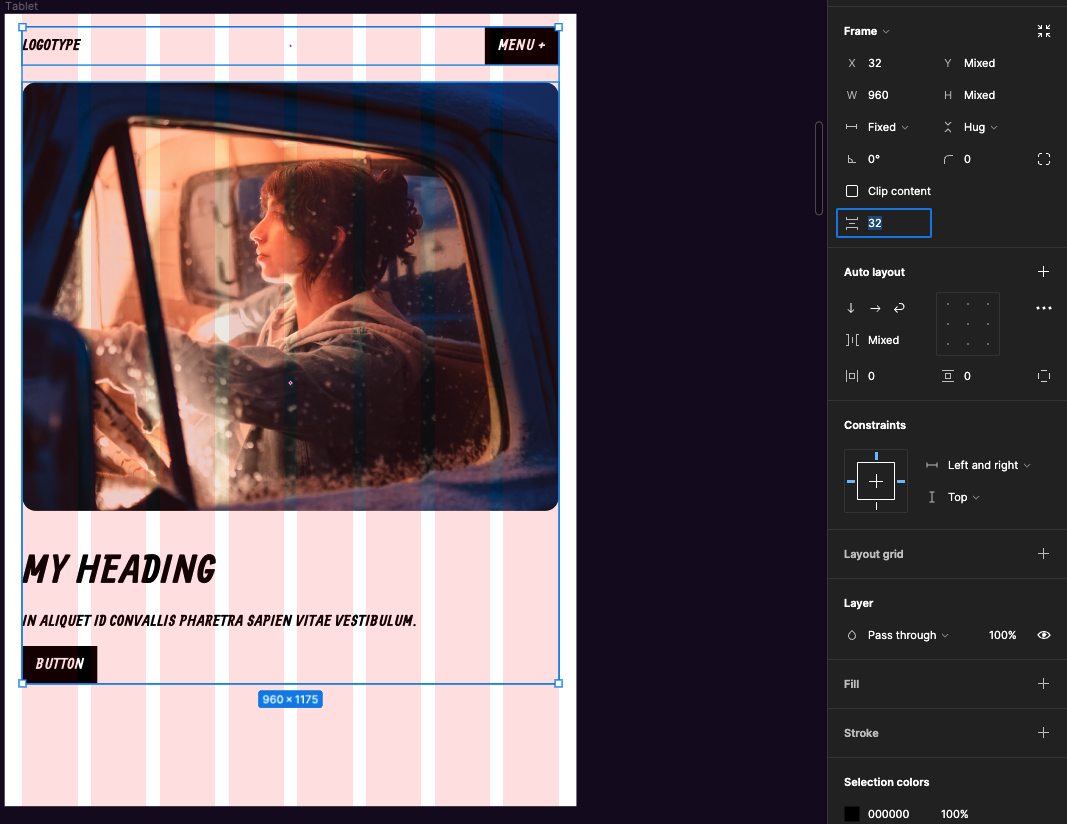 Tablet
LOGOTYPE
MENU +
MY HEADING
IN ALIQUET ID CONVALLIS PHARETRA SAPIEN VITAE VESTIBULUM.
BUTTON
960 × 1175
Frame
X 32 Y Mixed
W 960 H Mixed
Fixed Hug
0° 0
Clip content
32
Auto layout
Mixed
0 0
Constraints
Left and right
Top
Layout grid
Layer
Pass through 100%
Fill
Stroke
Selection colors
000000 100%